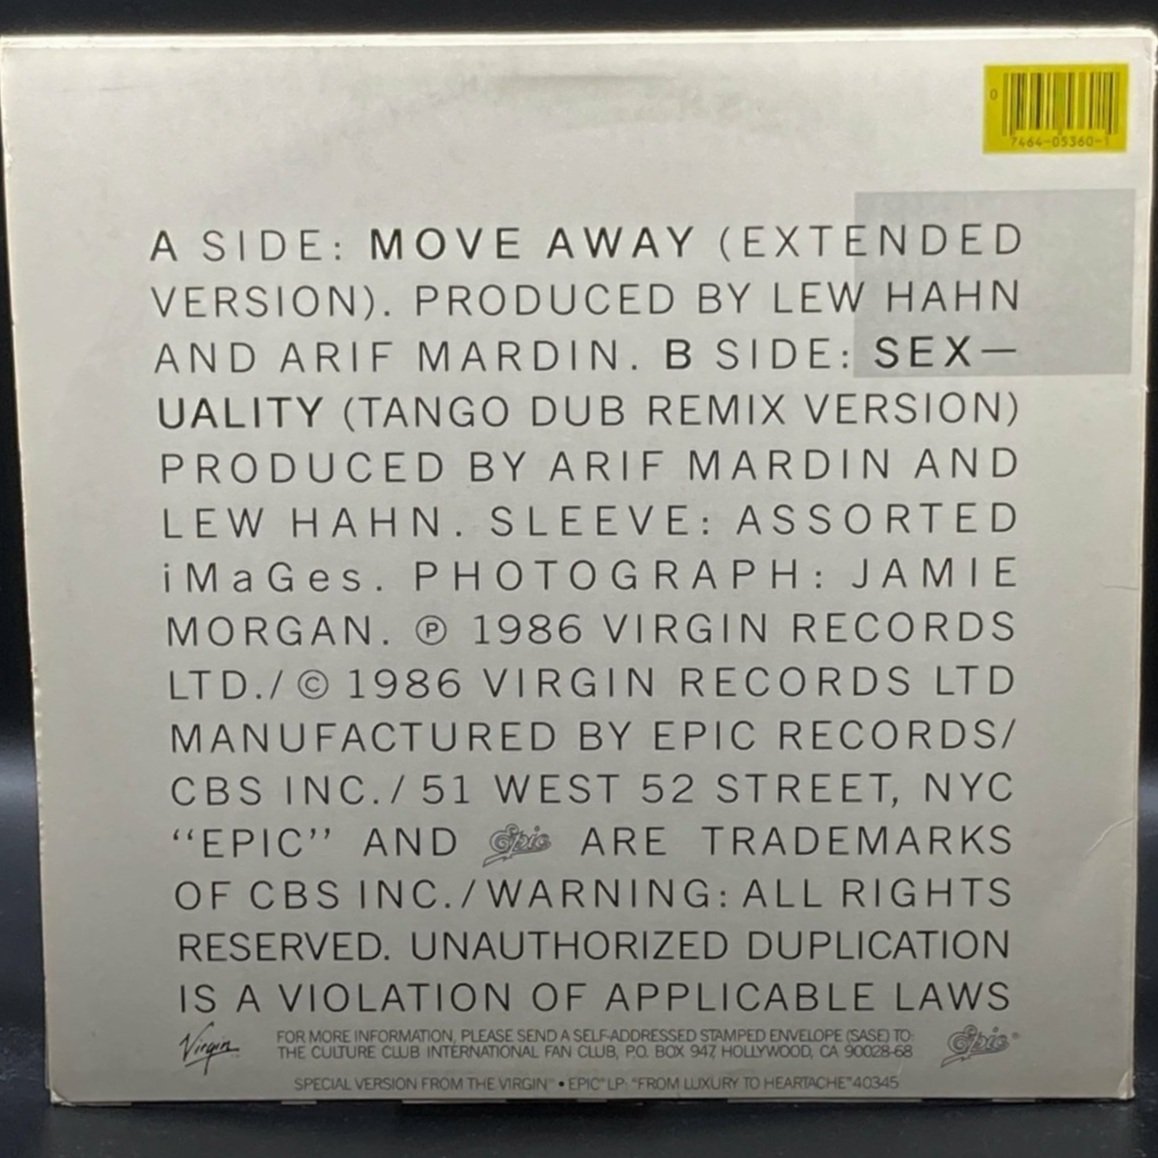 0
7464-05360-1
A SIDE: MOVE AWAY (EXTENDED
VERSION). PRODUCED BY LEW HAHN
AND ARIF MARDIN. B SIDE: SEX—
UALITY (TANGO DUB REMIX VERSION)
PRODUCED BY ARIF MARDIN AND
LEW HAHN. SLEEVE: ASSORTED
iMaGes. PHOTOGRAPH: JAMIE
MORGAN. ℗ 1986 VIRGIN RECORDS
LTD./© 1986 VIRGIN RECORDS LTD
MANUFACTURED BY EPIC RECORDS/
CBS INC./51 WEST 52 STREET, NYC
“EPIC” AND Epic ARE TRADEMARKS
OF CBS INC./WARNING: ALL RIGHTS
RESERVED. UNAUTHORIZED DUPLICATION
IS A VIOLATION OF APPLICABLE LAWS
Virgin
FOR MORE INFORMATION, PLEASE SEND A SELF-ADDRESSED STAMPED ENVELOPE (SASE) TO:
THE CULTURE CLUB INTERNATIONAL FAN CLUB, P.O. BOX 947, HOLLYWOOD, CA 90028-68
Epic®
SPECIAL VERSION FROM THE VIRGIN™ • EPIC® LP: "FROM LUXURY TO HEARTACHE" 40345